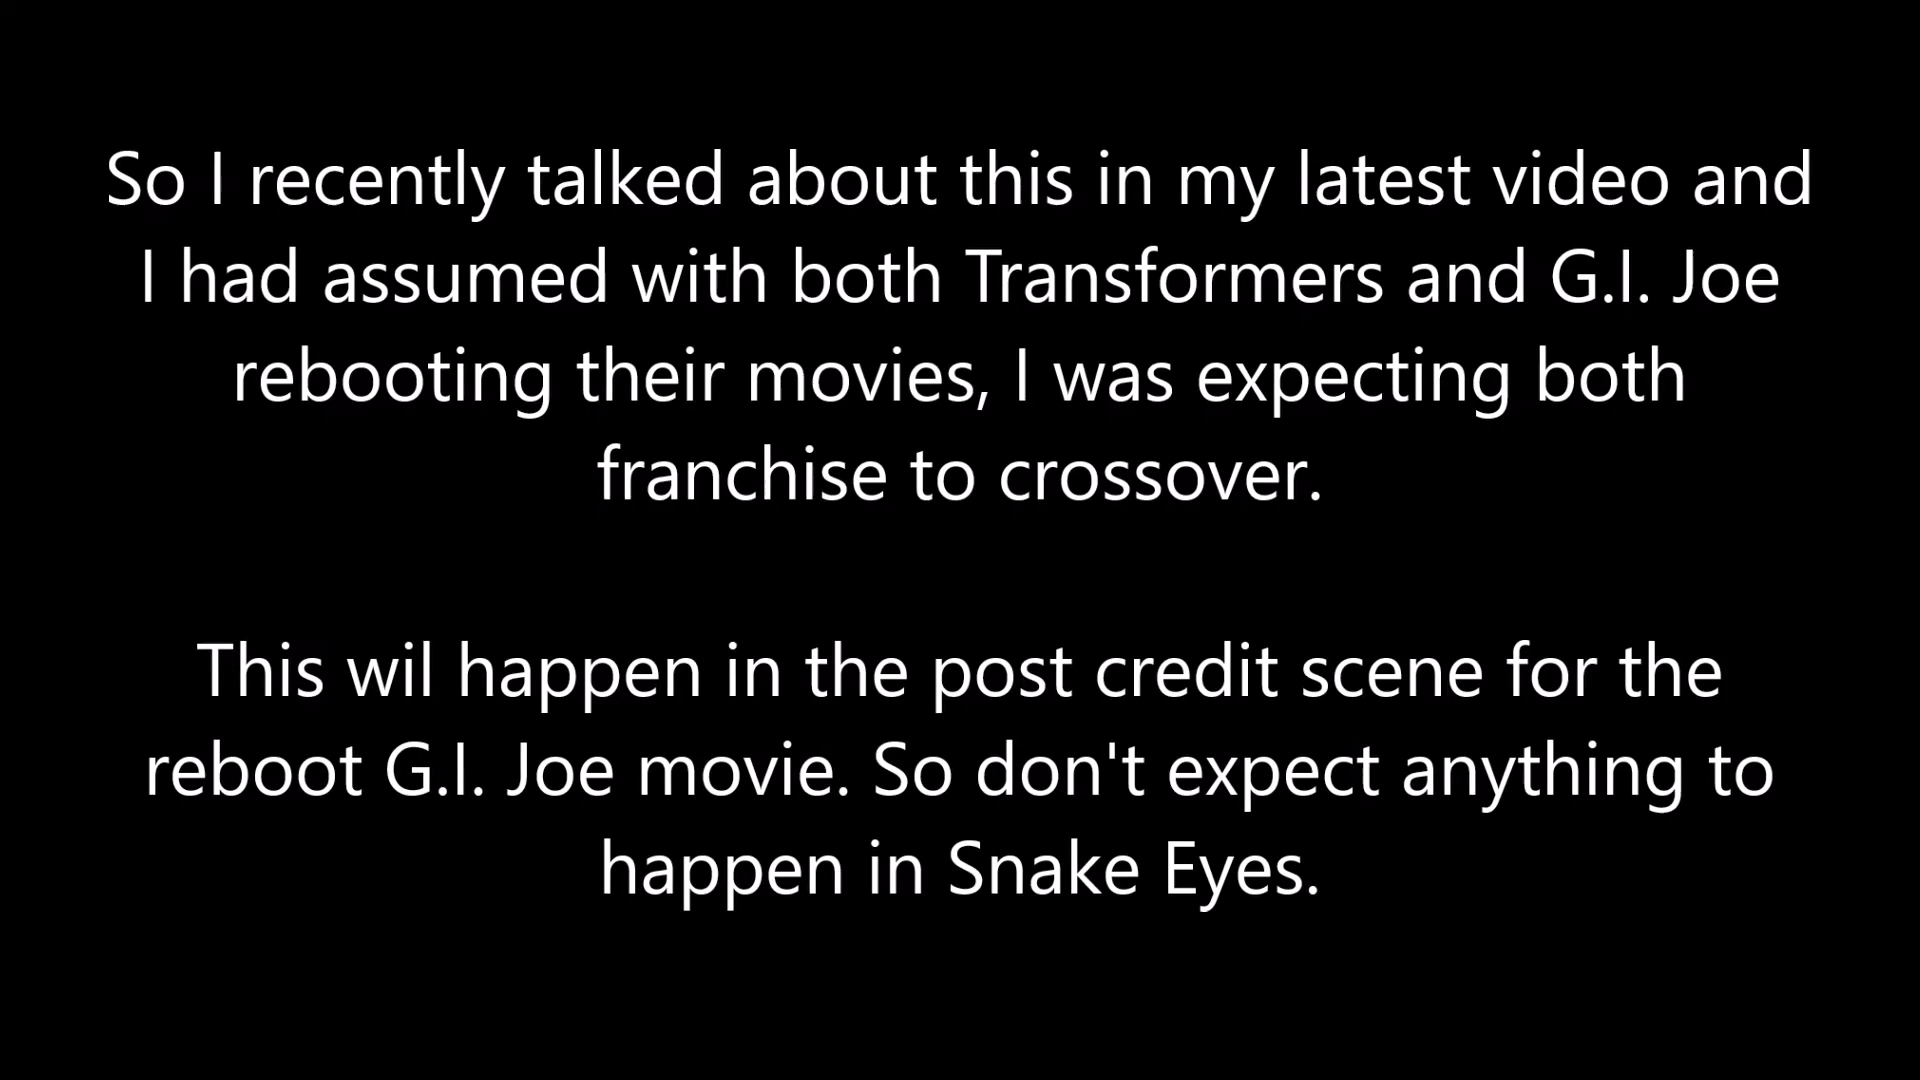 So I recently talked about this in my latest video and
I had assumed with both Transformers and G.I. Joe
rebooting their movies, I was expecting both
franchise to crossover.
This wil happen in the post credit scene for the
reboot G.I. Joe movie. So don't expect anything to
happen in Snake Eyes.